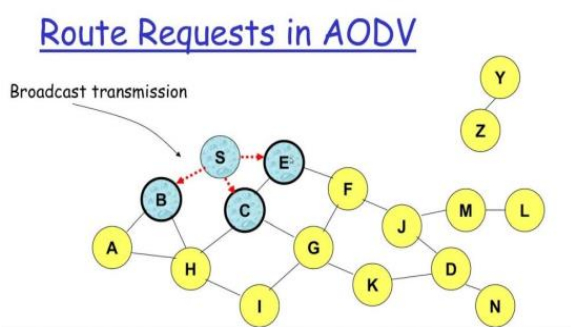 Route Requests in AODV
Y
Broadcast transmission
Z
S
E
F
B
C
M
L
J
A
G
H
D
K
I
N